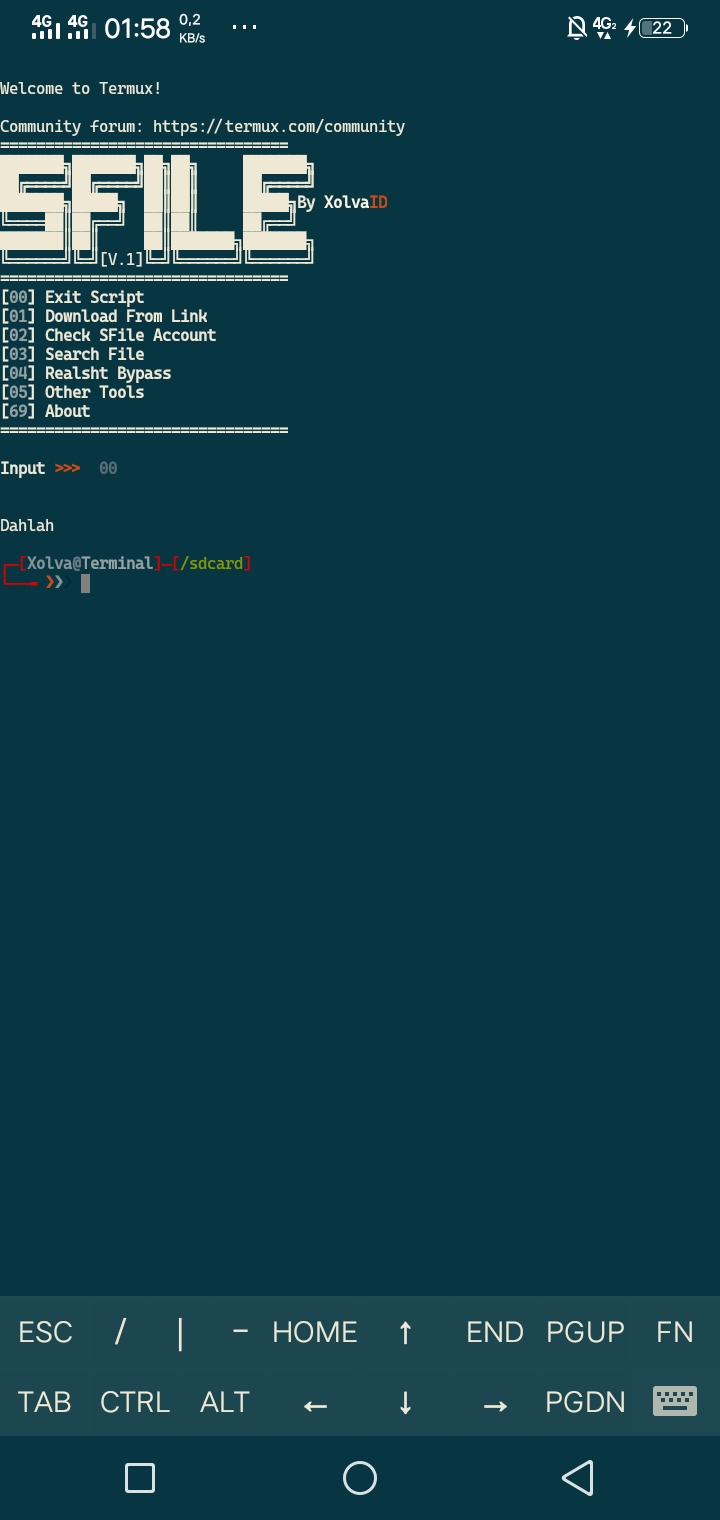 4G 4G 01:58 0,2 KB/s ... 4G2 22
Welcome to Termux!
Community forum: https://termux.com/community
================================
SFILE
By XolvaID
[V.1]
================================
[00] Exit Script
[01] Download From Link
[02] Check SFile Account
[03] Search File
[04] Realsht Bypass
[05] Other Tools
[69] About
================================
Input >>> 00
Dahlah
┌─[Xolva@Terminal]─[/sdcard]
└──╼ ❯❯
ESC / | − HOME ↑ END PGUP FN
TAB CTRL ALT ← ↓ → PGDN